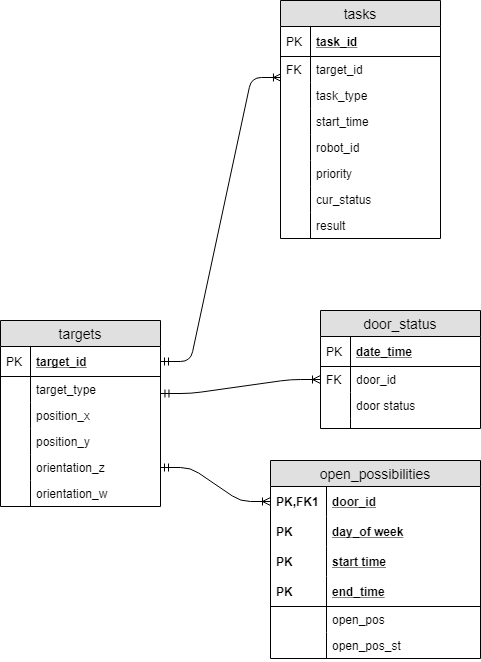 tasks
PK task_id
FK target_id
task_type
start_time
robot_id
priority
cur_status
result
targets
PK target_id
target_type
position_x
position_y
orientation_z
orientation_w
door_status
PK date_time
FK door_id
door status
open_possibilities
PK,FK1 door_id
PK day_of week
PK start time
PK end_time
open_pos
open_pos_st